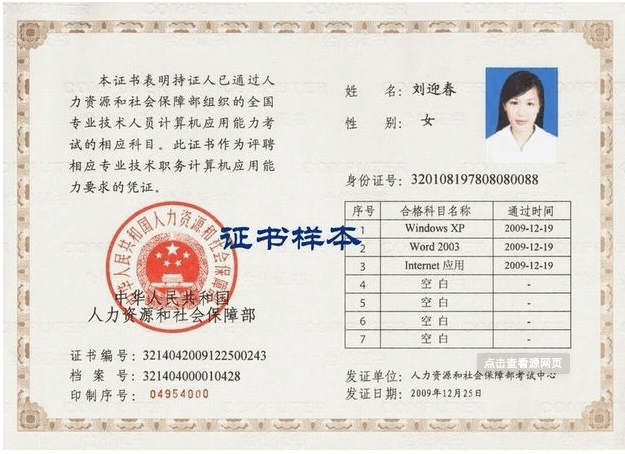 本证书表明持证人已通过人
力资源和社会保障部组织的全国
专业技术人员计算机应用能力考
试的相应科目。此证书作为评聘
相应专业技术职务计算机应用能
力要求的凭证。
中华人民共和国人力资源和社会保障部
证书样本
中华人民共和国
人力资源和社会保障部
证书编号：3214042009122500243
档 案 号：321404000010428
印制序号：04954000
姓 名：刘迎春
性 别：女
身份证号：320108197808080088
序号 合格科目名称 通过时间
1 Windows XP 2009-12-19
2 Word 2003 2009-12-19
3 Internet 应用 2009-12-19
4 空 白 -
5 空 白 -
6 空 白 -
7 空 白 -
点击查看源网页
发证单位：人力资源和社会保障部考试中心
发证日期：2009年12月25日